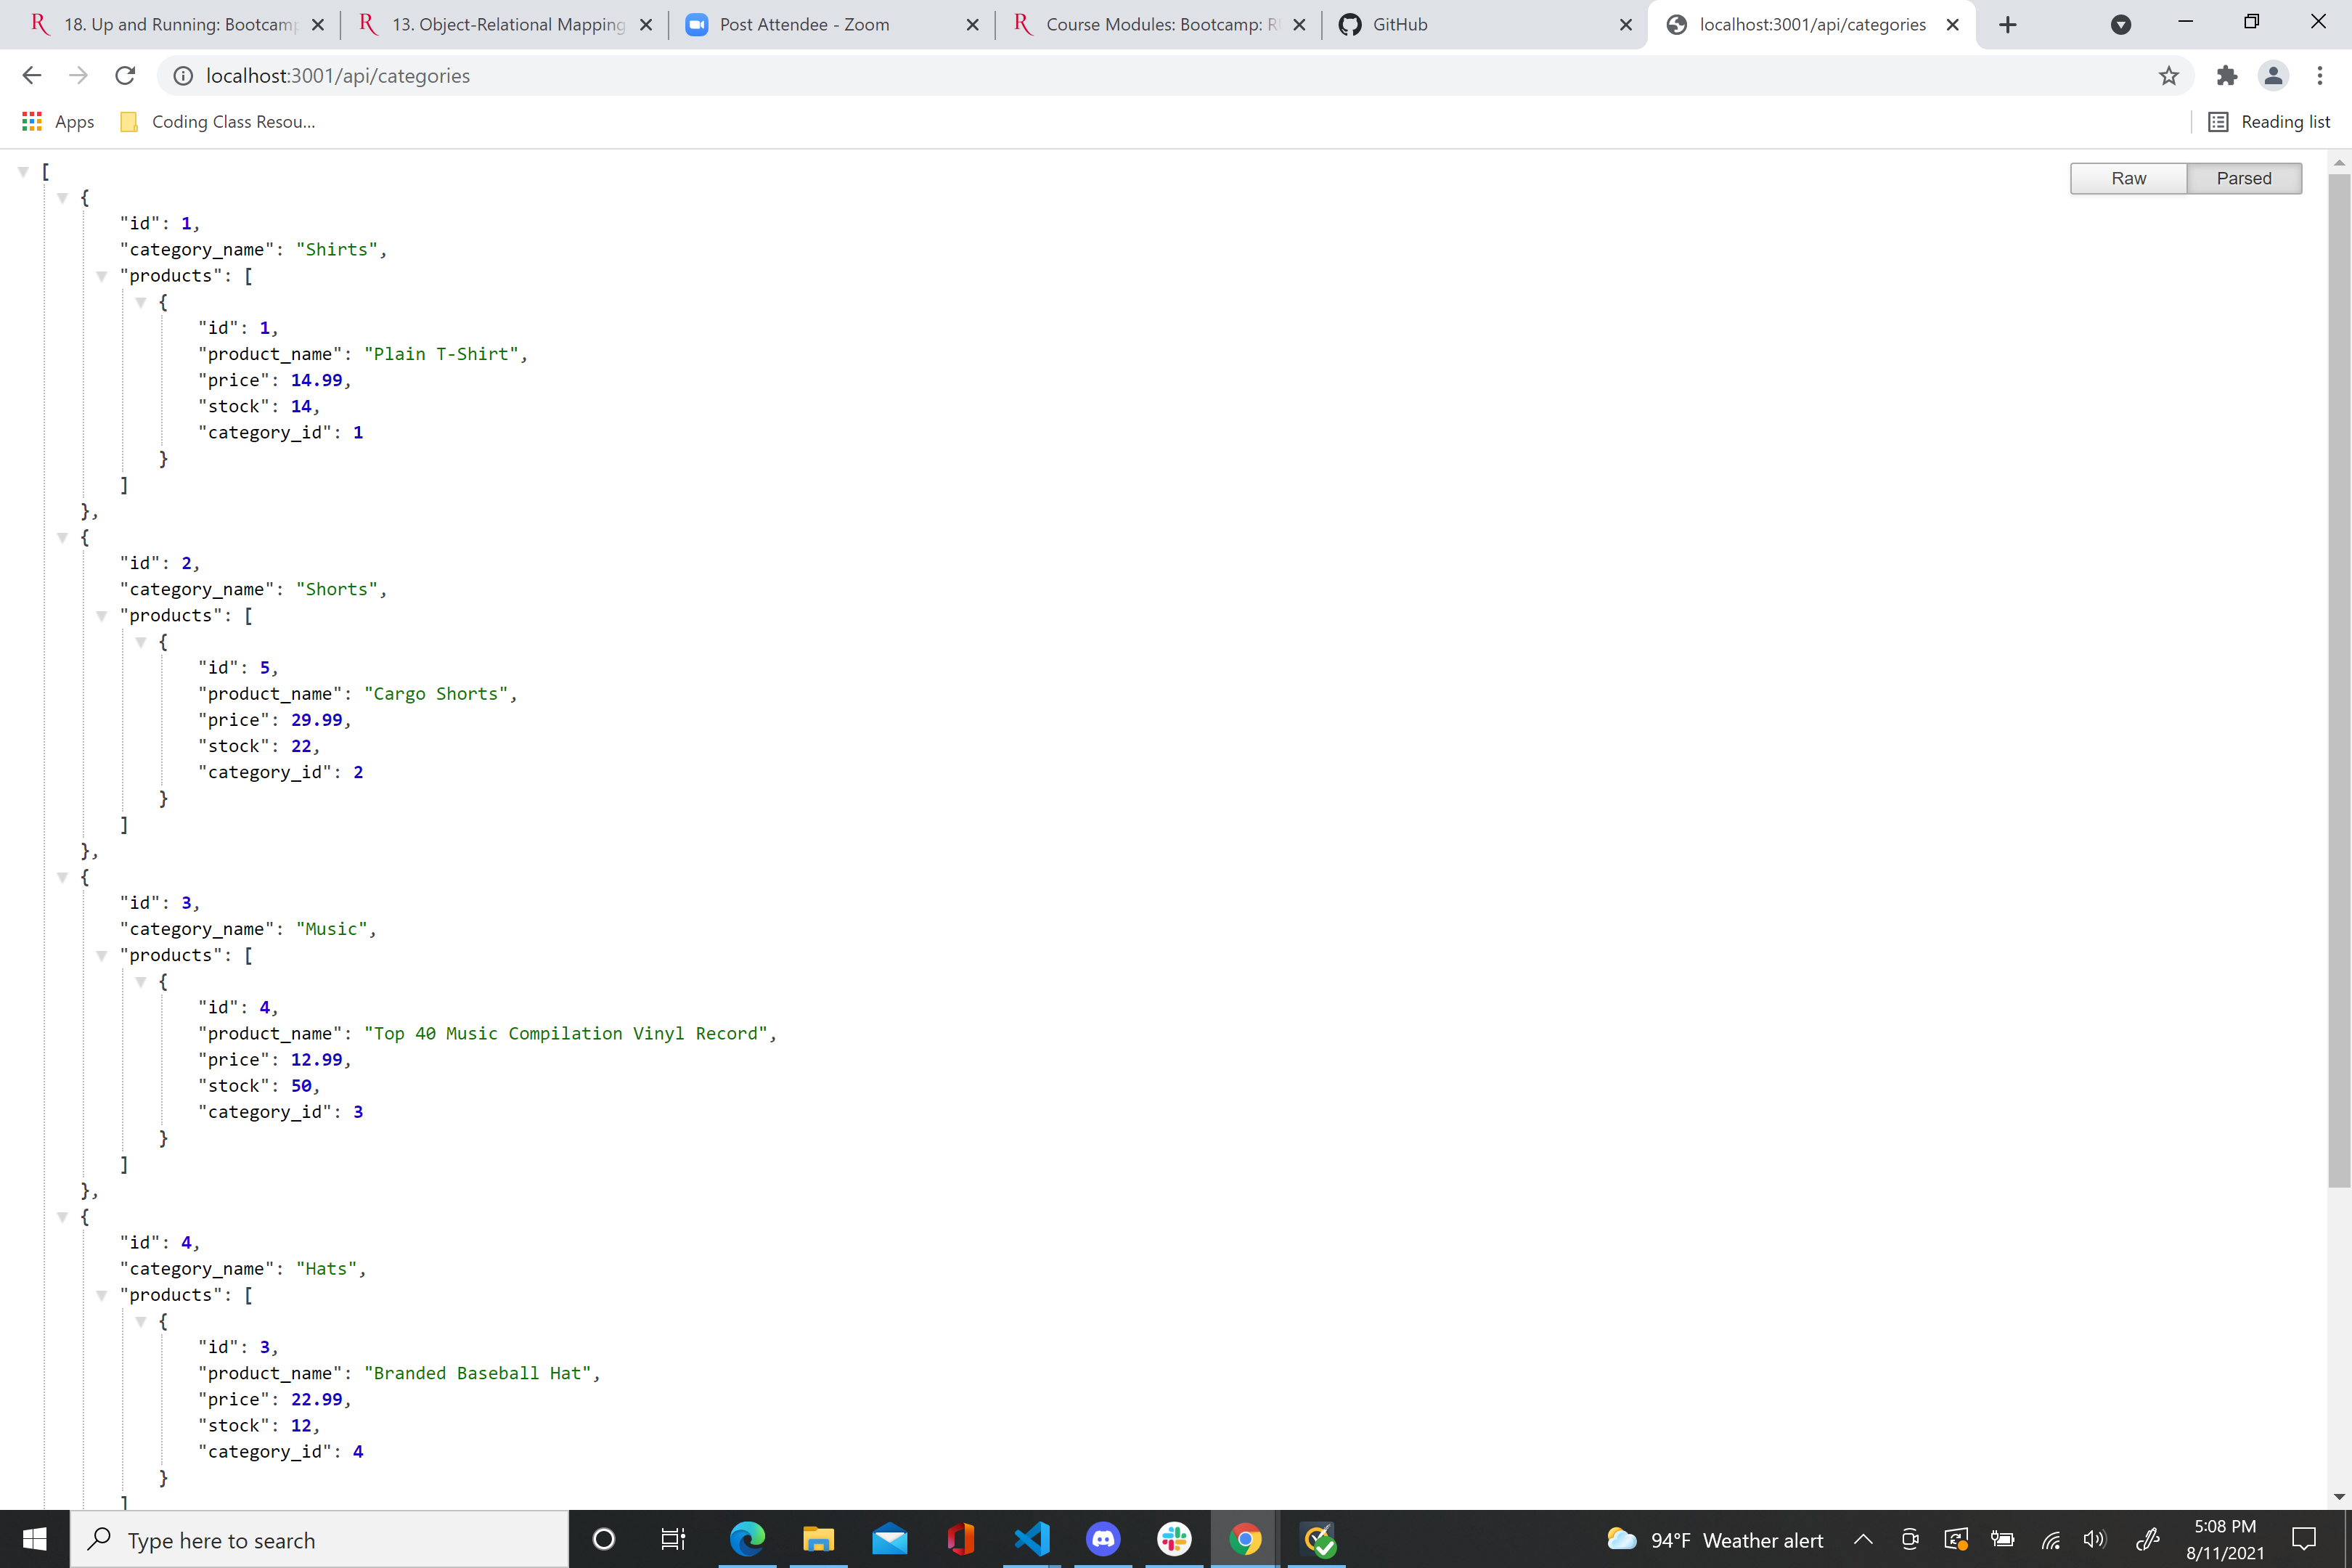 18. Up and Running: Bootcamp
13. Object-Relational Mapping
Post Attendee - Zoom
Course Modules: Bootcamp: R
GitHub
localhost:3001/api/categories
localhost:3001/api/categories
Apps
Coding Class Resou...
Reading list
Raw
Parsed
[
{
"id": 1,
"category_name": "Shirts",
"products": [
{
"id": 1,
"product_name": "Plain T-Shirt",
"price": 14.99,
"stock": 14,
"category_id": 1
}
]
},
{
"id": 2,
"category_name": "Shorts",
"products": [
{
"id": 5,
"product_name": "Cargo Shorts",
"price": 29.99,
"stock": 22,
"category_id": 2
}
]
},
{
"id": 3,
"category_name": "Music",
"products": [
{
"id": 4,
"product_name": "Top 40 Music Compilation Vinyl Record",
"price": 12.99,
"stock": 50,
"category_id": 3
}
]
},
{
"id": 4,
"category_name": "Hats",
"products": [
{
"id": 3,
"product_name": "Branded Baseball Hat",
"price": 22.99,
"stock": 12,
"category_id": 4
}
]
Type here to search
94°F Weather alert
5:08 PM
8/11/2021